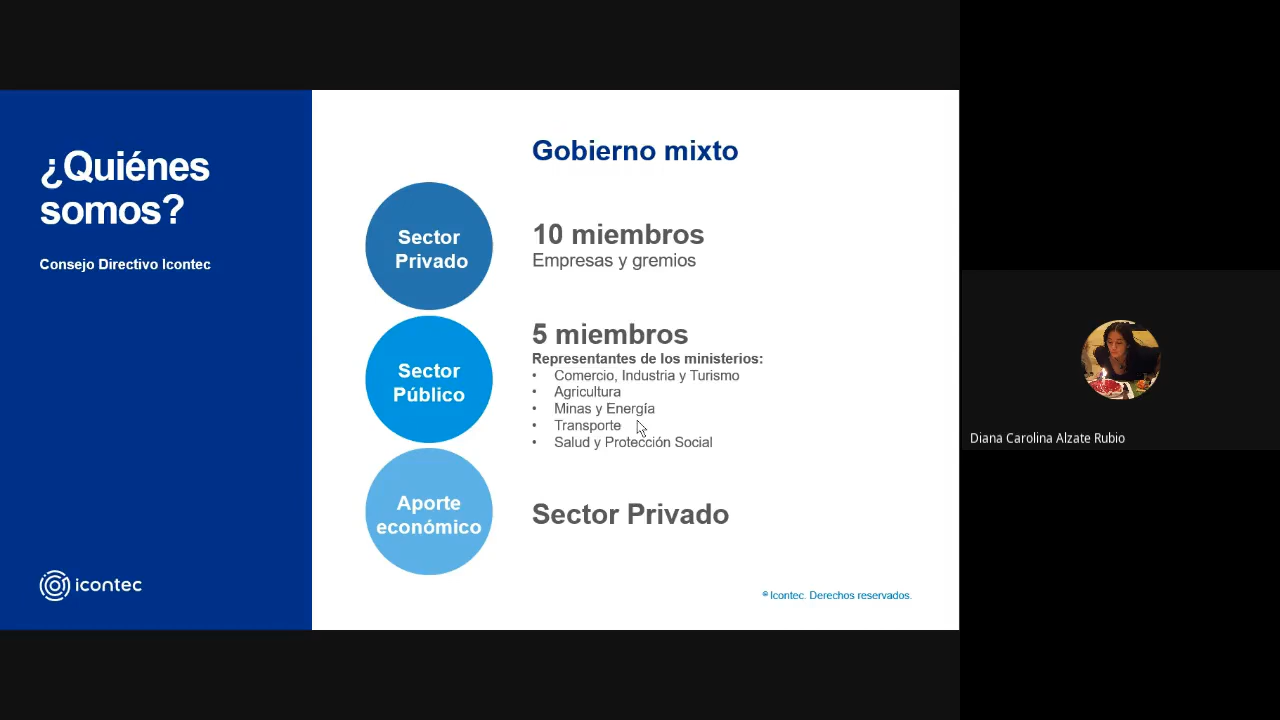 ¿Quiénes
somos?
Consejo Directivo Icontec
icontec
Gobierno mixto
Sector
Privado
10 miembros
Empresas y gremios
Sector
Público
5 miembros
Representantes de los ministerios:
• Comercio, Industria y Turismo
• Agricultura
• Minas y Energía
• Transporte
• Salud y Protección Social
Aporte
económico
Sector Privado
® Icontec. Derechos reservados.
Diana Carolina Alzate Rubio